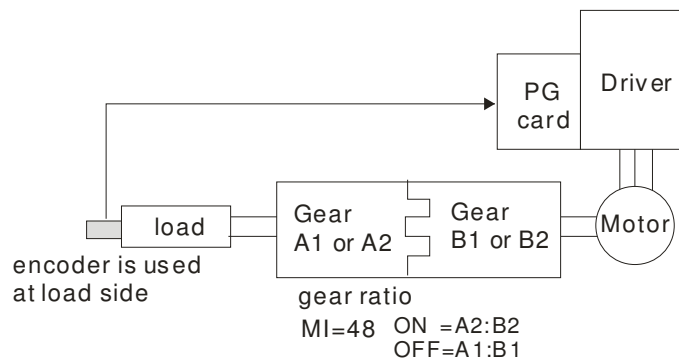 Driver
PG
card
Gear
A1 or A2
Gear
B1 or B2
load
Motor
encoder is used
at load side
gear ratio
MI=48 ON =A2:B2
OFF=A1:B1